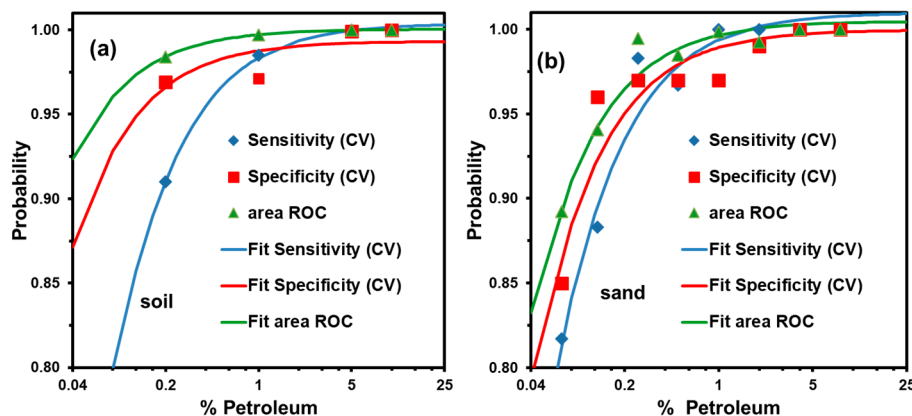 (a)
1.00
0.95
0.90
0.85
0.80
Probability
Sensitivity (CV)
Specificity (CV)
area ROC
Fit Sensitivity (CV)
Fit Specificity (CV)
Fit area ROC
soil
0.04 0.2 1 5 25
% Petroleum
(b)
1.00
0.95
0.90
0.85
0.80
Probability
Sensitivity (CV)
Specificity (CV)
area ROC
Fit Sensitivity (CV)
Fit Specificity (CV)
Fit area ROC
sand
0.04 0.2 1 5 25
% Petroleum